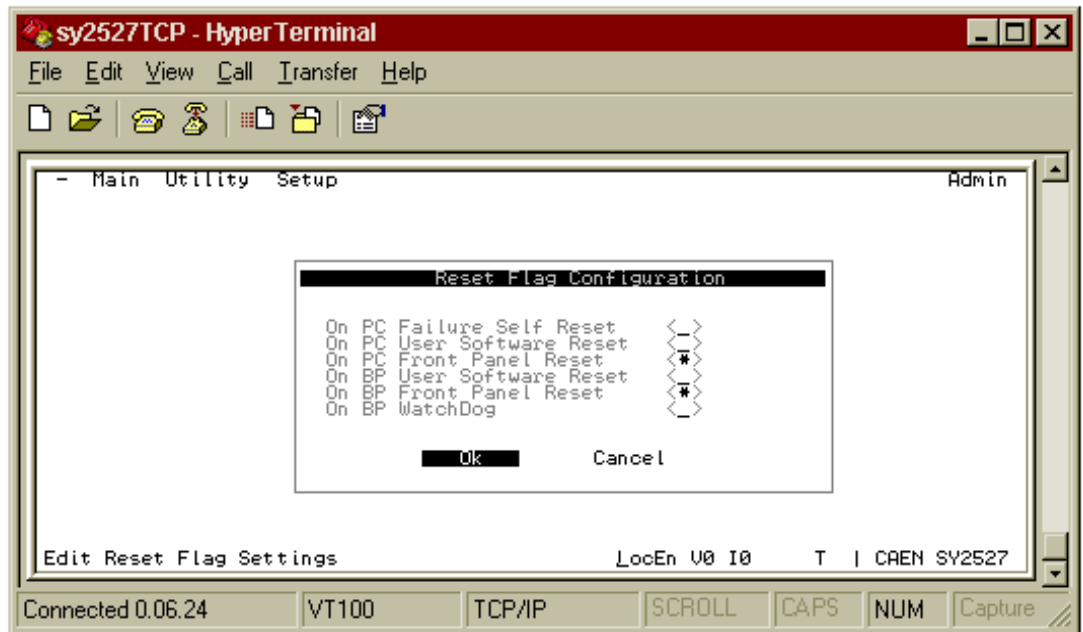 sy2527TCP - HyperTerminal
File Edit View Call Transfer Help
- Main Utility Setup Admin
Reset Flag Configuration
On PC Failure Self Reset <_>
On PC User Software Reset <_>
On PC Front Panel Reset <*>
On BP User Software Reset <_>
On BP Front Panel Reset <*>
On BP WatchDog <_>
Ok Cancel
Edit Reset Flag Settings LocEn V0 I0 T | CAEN SY2527
Connected 0.06.24 VT100 TCP/IP SCROLL CAPS NUM Capture